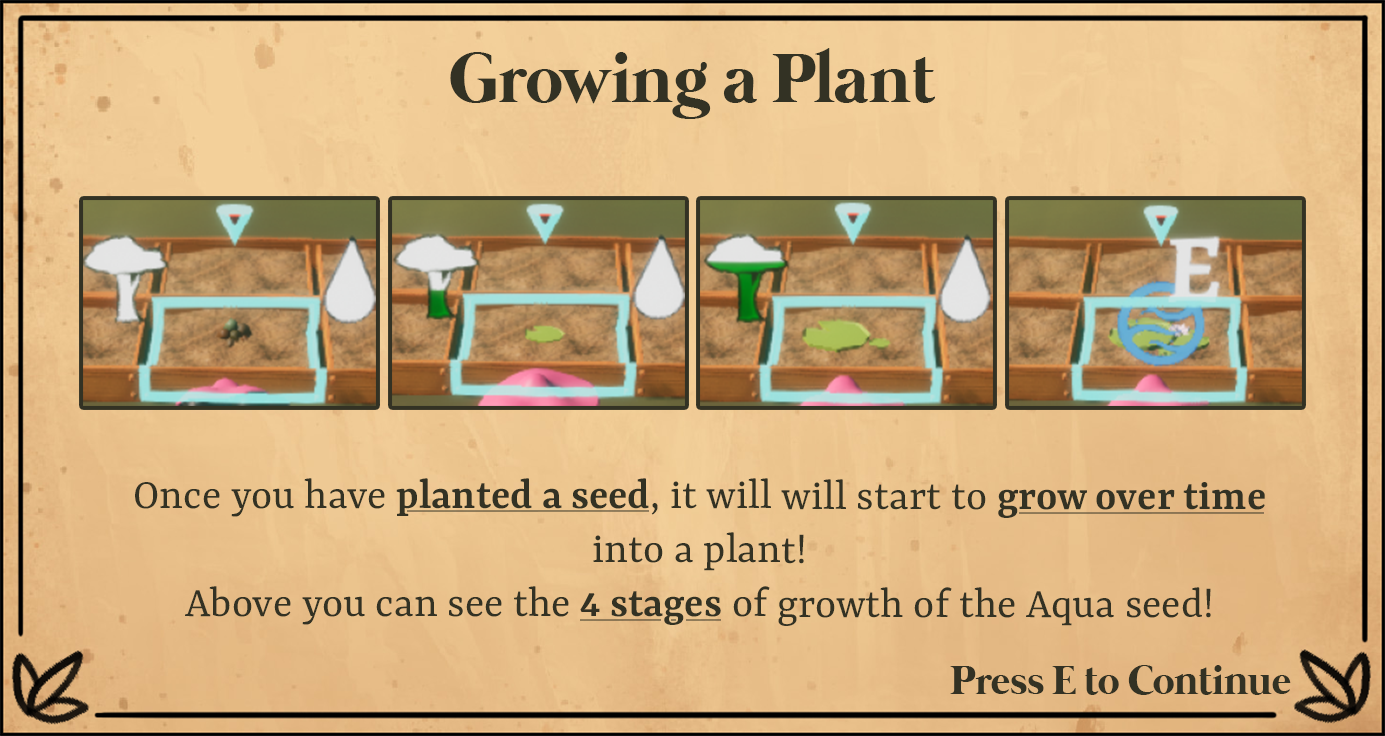 Growing a Plant
E
Once you have planted a seed, it will will start to grow over time
into a plant!
Above you can see the 4 stages of growth of the Aqua seed!
Press E to Continue